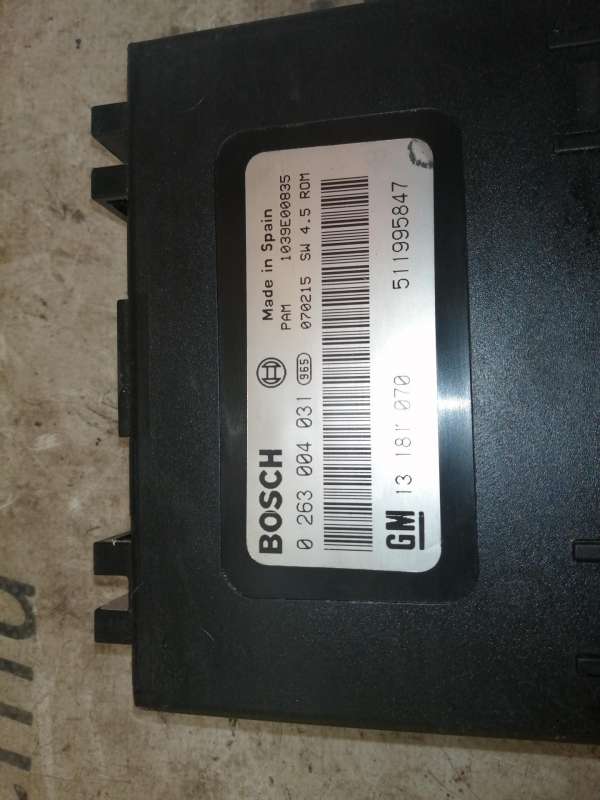 Made in Spain
PAM 1039E00835
BOSCH
0 263 004 031 965 070215 SW 4.5 ROM
GM 13 181 070 511995847